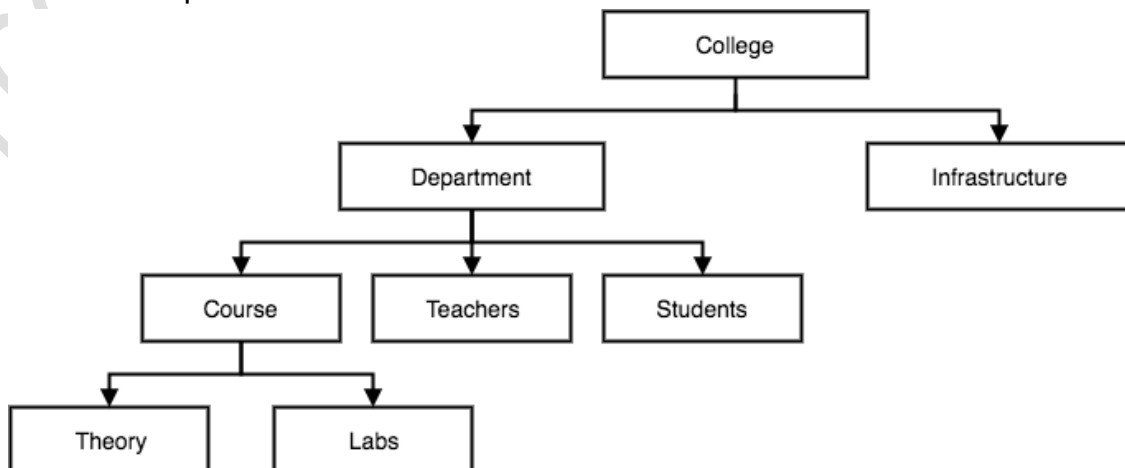 College
Department
Infrastructure
Course
Teachers
Students
Theory
Labs